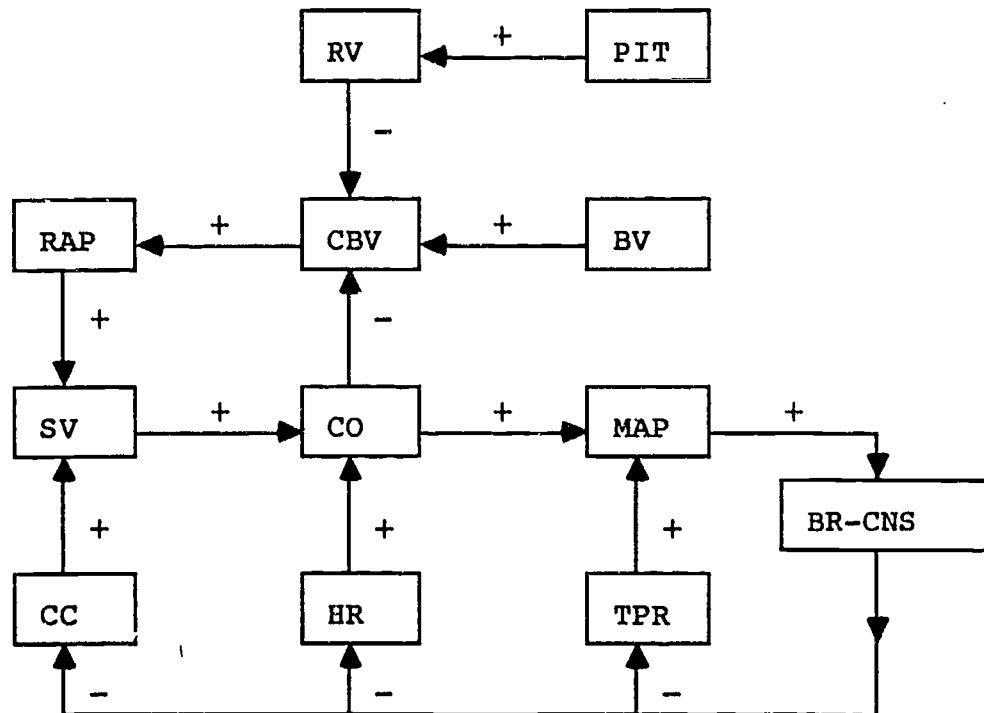 RV + PIT
-
RAP + CBV + BV
+ -
SV + CO + MAP +
BR-CNS
+ + +
CC HR TPR
- - -